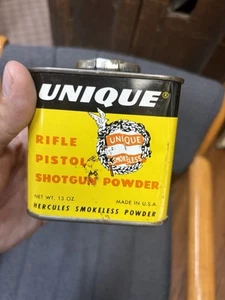 UNIQUE®
RIFLE
PISTOL
SHOTGUN POWDER
UNIQUE
SMOKELESS
NET WT. 12 OZ
MADE IN U.S.A.
HERCULES SMOKELESS POWDER